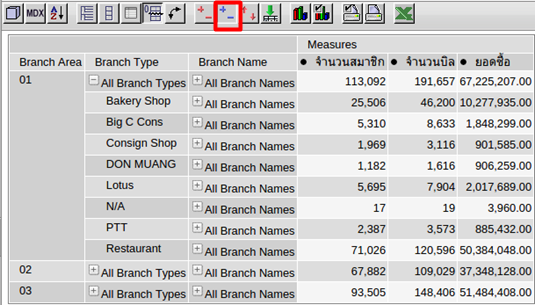 MDX A Z
Measures
Branch Area Branch Type Branch Name ● จำนวนสมาชิก ● จำนวนบิล ● ยอดซื้อ
01 All Branch Types All Branch Names 113,092 191,657 67,225,207.00
Bakery Shop All Branch Names 25,506 46,200 10,277,935.00
Big C Cons All Branch Names 5,310 8,633 1,848,299.00
Consign Shop All Branch Names 1,969 3,116 901,585.00
DON MUANG All Branch Names 1,182 1,616 906,259.00
Lotus All Branch Names 5,695 7,904 2,017,689.00
N/A All Branch Names 17 19 3,960.00
PTT All Branch Names 2,387 3,573 885,432.00
Restaurant All Branch Names 71,026 120,596 50,384,048.00
02 All Branch Types All Branch Names 67,882 109,029 37,348,128.00
03 All Branch Types All Branch Names 93,505 148,406 51,484,408.00